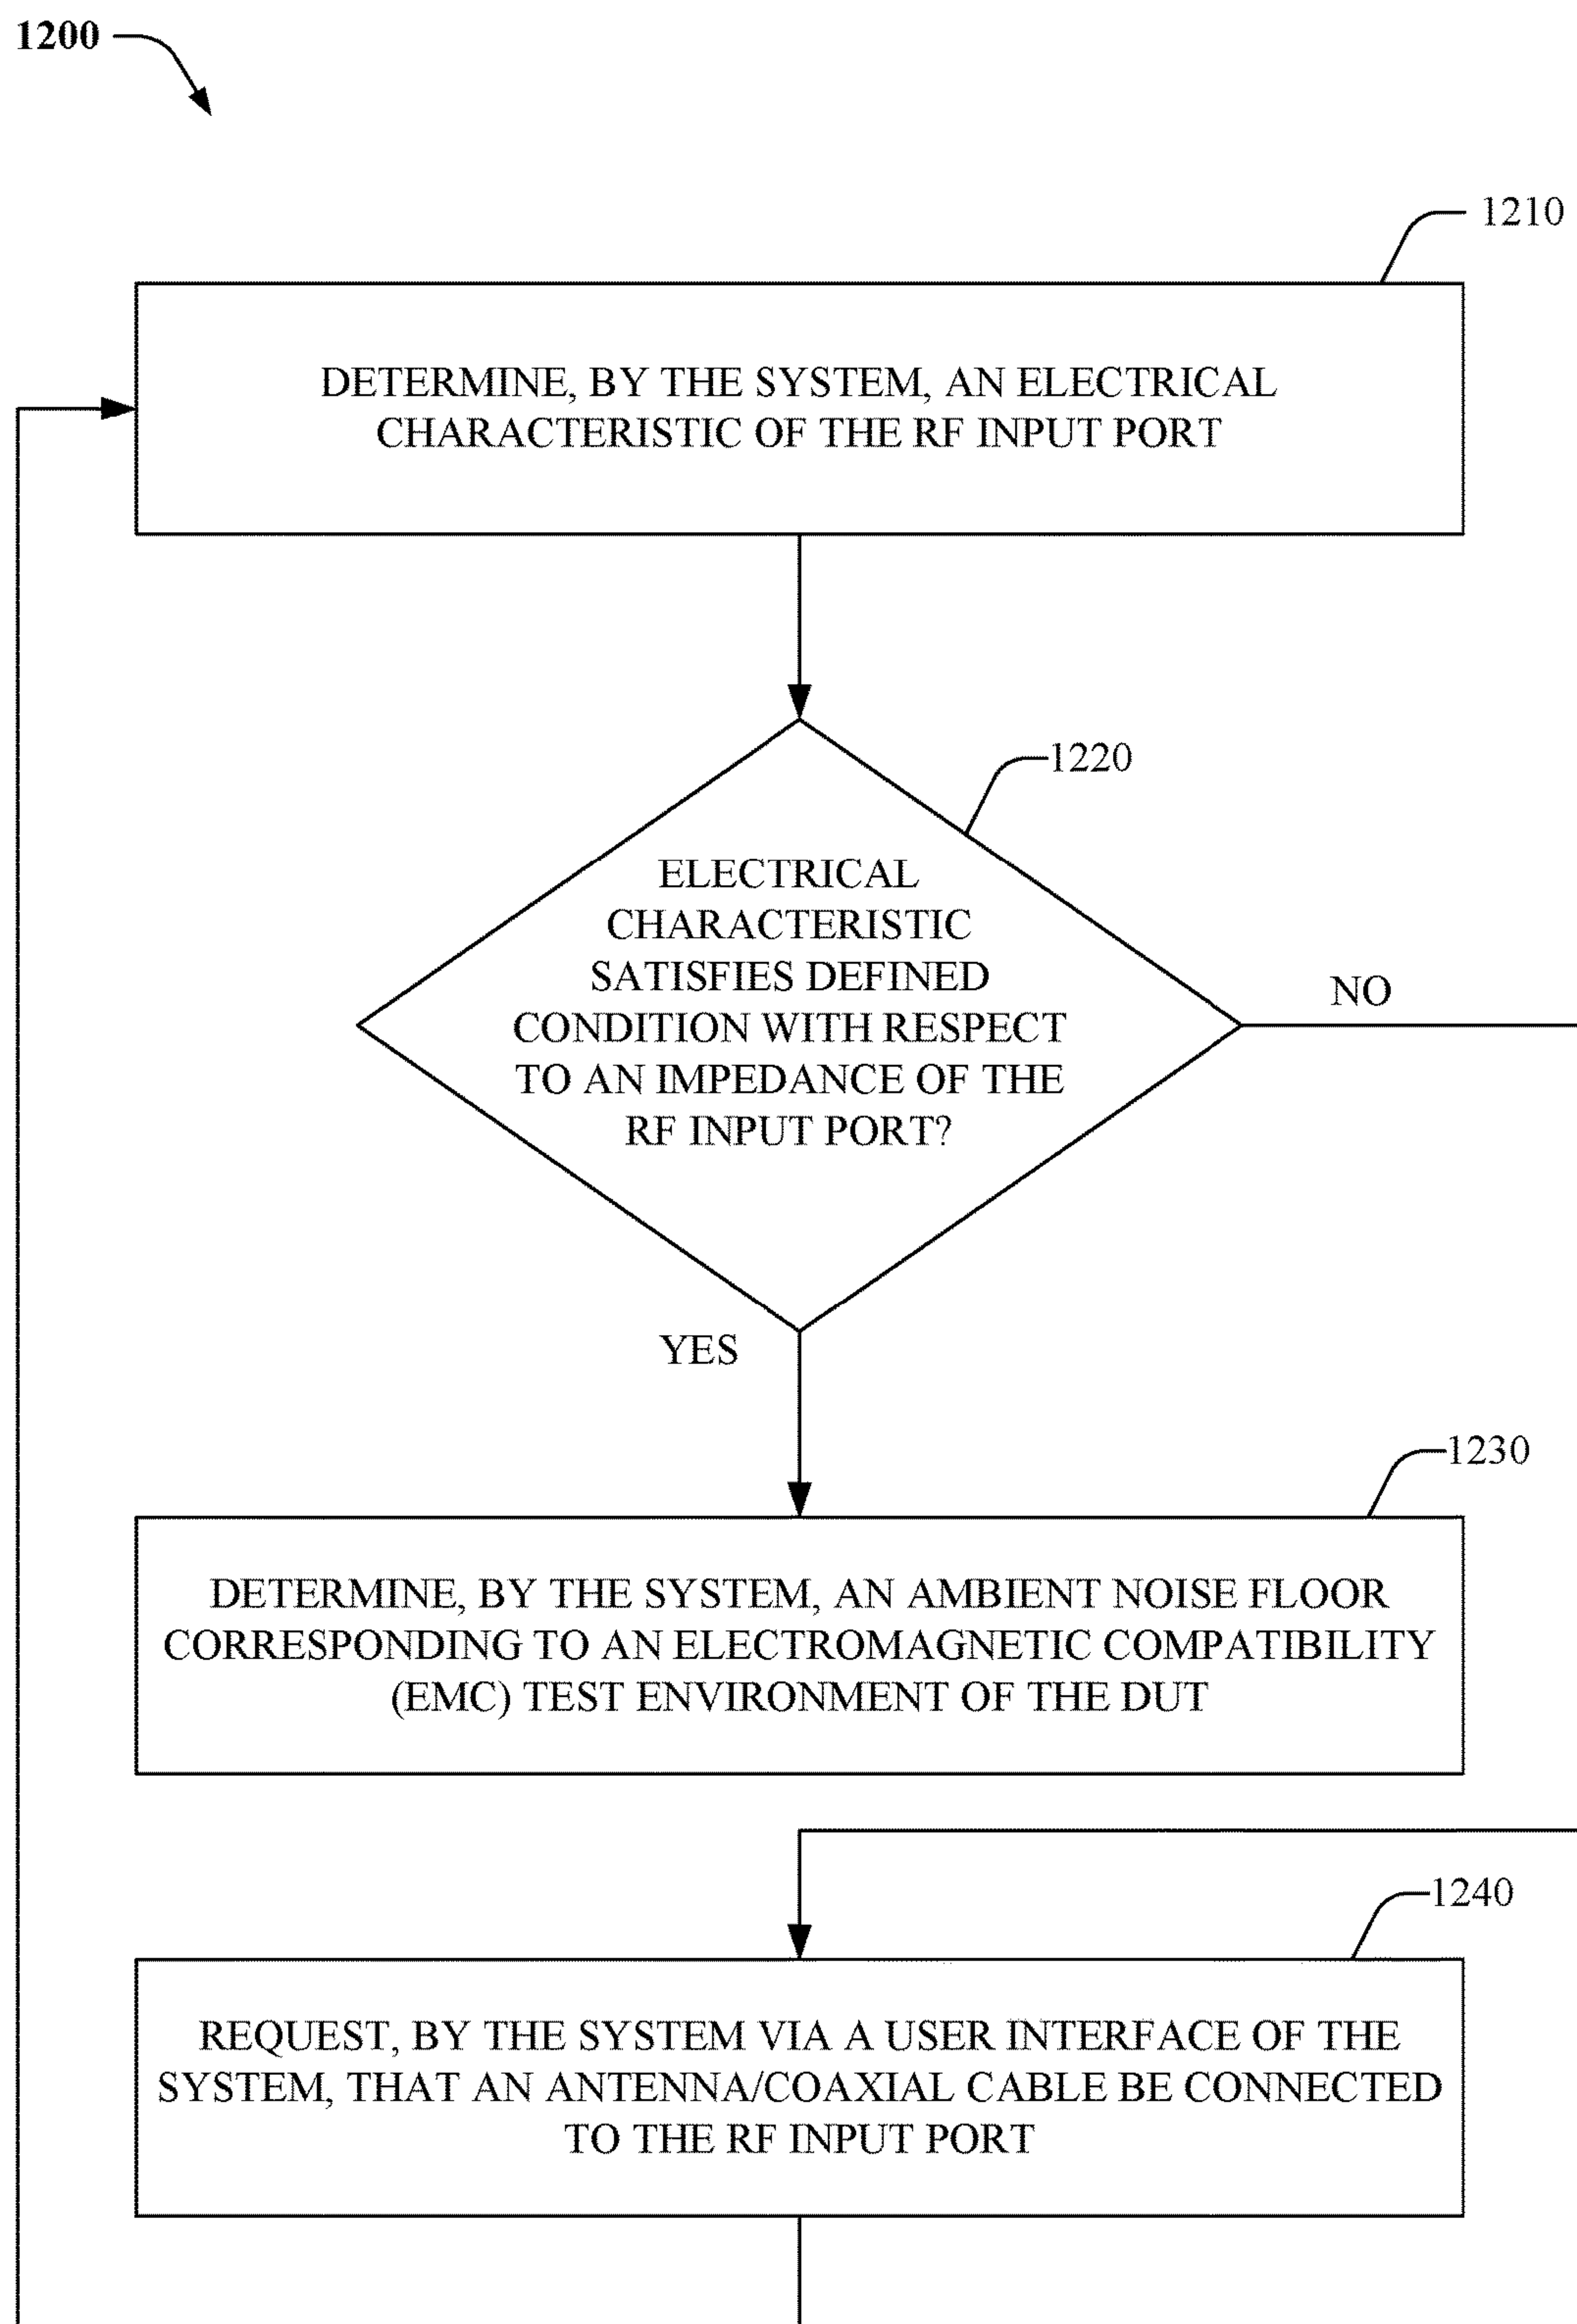 1200
1210
DETERMINE, BY THE SYSTEM, AN ELECTRICAL
CHARACTERISTIC OF THE RF INPUT PORT
1220
ELECTRICAL
CHARACTERISTIC
SATISFIES DEFINED
CONDITION WITH RESPECT
TO AN IMPEDANCE OF THE
RF INPUT PORT?
NO
YES
1230
DETERMINE, BY THE SYSTEM, AN AMBIENT NOISE FLOOR
CORRESPONDING TO AN ELECTROMAGNETIC COMPATIBILITY
(EMC) TEST ENVIRONMENT OF THE DUT
1240
REQUEST, BY THE SYSTEM VIA A USER INTERFACE OF THE
SYSTEM, THAT AN ANTENNA/COAXIAL CABLE BE CONNECTED
TO THE RF INPUT PORT